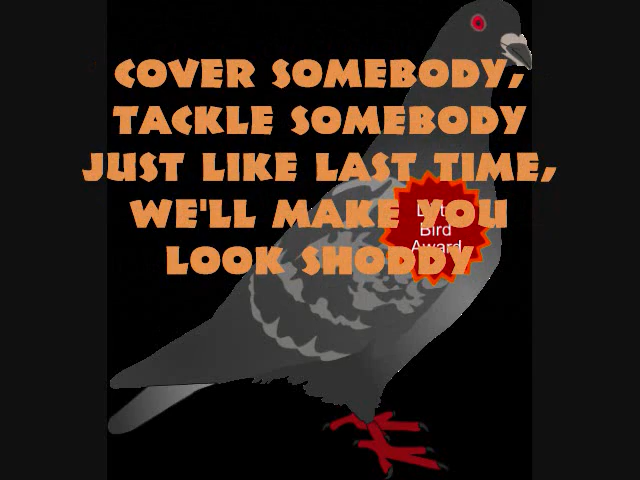 COVER SOMEBODY,
TACKLE SOMEBODY
JUST LIKE LAST TIME,
WE'LL MAKE YOU
LOOK SHODDY
Bird
Award